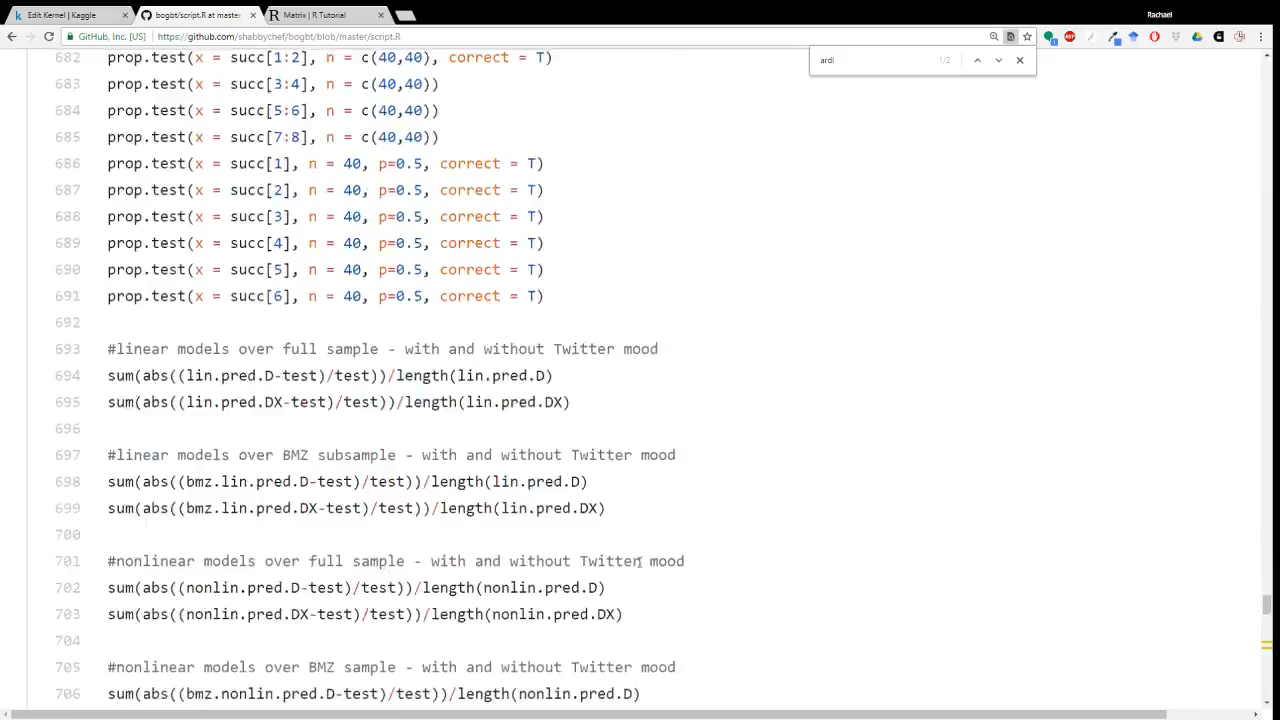 Edit Kernel | Kaggle
bogbt/script.R at master
Matrix | R Tutorial
Rachael
GitHub, Inc. [US]
https://github.com/shabbychef/bogbt/blob/master/script.R
ardl
1/2
682 prop.test(x = succ[1:2], n = c(40,40), correct = T)
683 prop.test(x = succ[3:4], n = c(40,40))
684 prop.test(x = succ[5:6], n = c(40,40))
685 prop.test(x = succ[7:8], n = c(40,40))
686 prop.test(x = succ[1], n = 40, p=0.5, correct = T)
687 prop.test(x = succ[2], n = 40, p=0.5, correct = T)
688 prop.test(x = succ[3], n = 40, p=0.5, correct = T)
689 prop.test(x = succ[4], n = 40, p=0.5, correct = T)
690 prop.test(x = succ[5], n = 40, p=0.5, correct = T)
691 prop.test(x = succ[6], n = 40, p=0.5, correct = T)
692
693 #linear models over full sample - with and without Twitter mood
694 sum(abs((lin.pred.D-test)/test))/length(lin.pred.D)
695 sum(abs((lin.pred.DX-test)/test))/length(lin.pred.DX)
696
697 #linear models over BMZ subsample - with and without Twitter mood
698 sum(abs((bmz.lin.pred.D-test)/test))/length(lin.pred.D)
699 sum(abs((bmz.lin.pred.DX-test)/test))/length(lin.pred.DX)
700
701 #nonlinear models over full sample - with and without Twitter mood
702 sum(abs((nonlin.pred.D-test)/test))/length(nonlin.pred.D)
703 sum(abs((nonlin.pred.DX-test)/test))/length(nonlin.pred.DX)
704
705 #nonlinear models over BMZ sample - with and without Twitter mood
706 sum(abs((bmz.nonlin.pred.D-test)/test))/length(nonlin.pred.D)